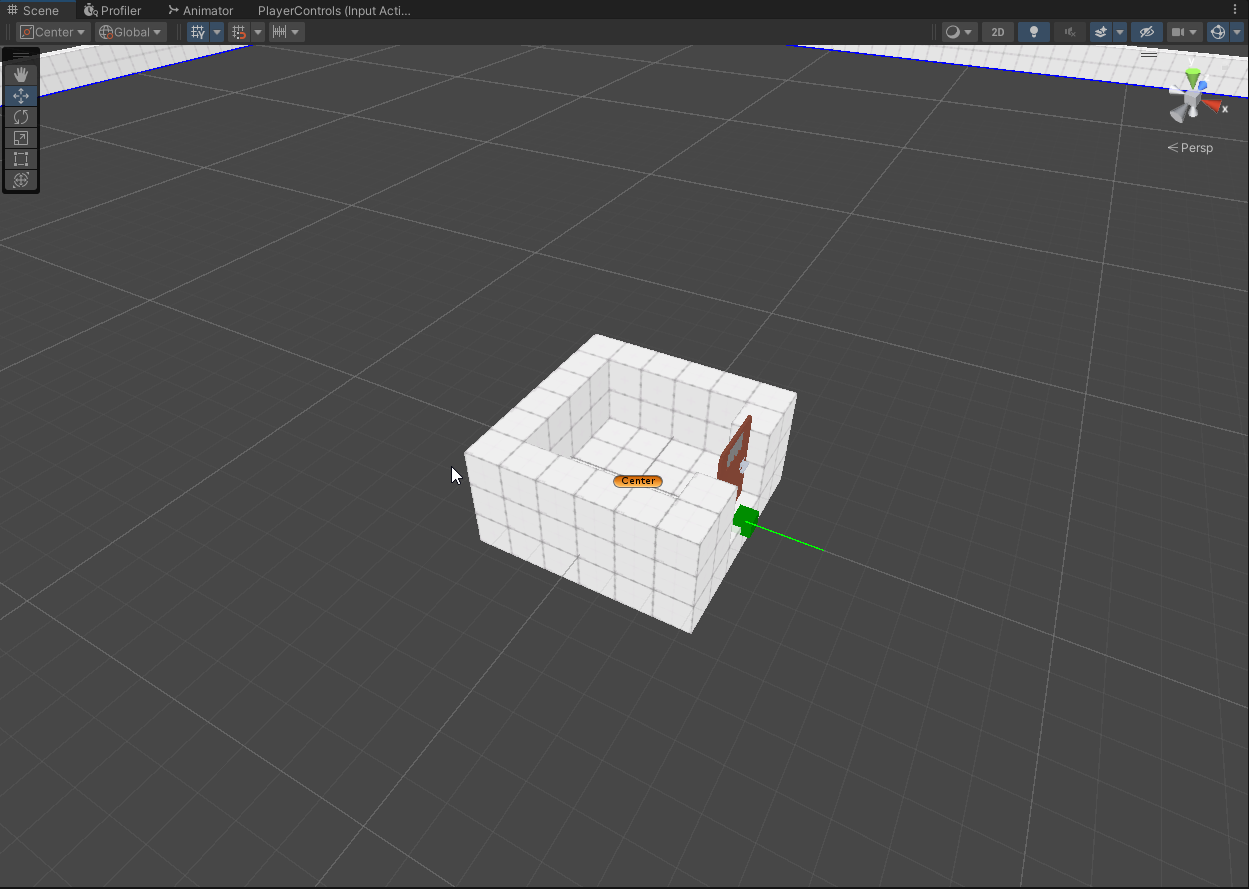 Scene Profiler Animator PlayerControls (Input Acti...
Center Global 2D
Y
x
Persp
Center